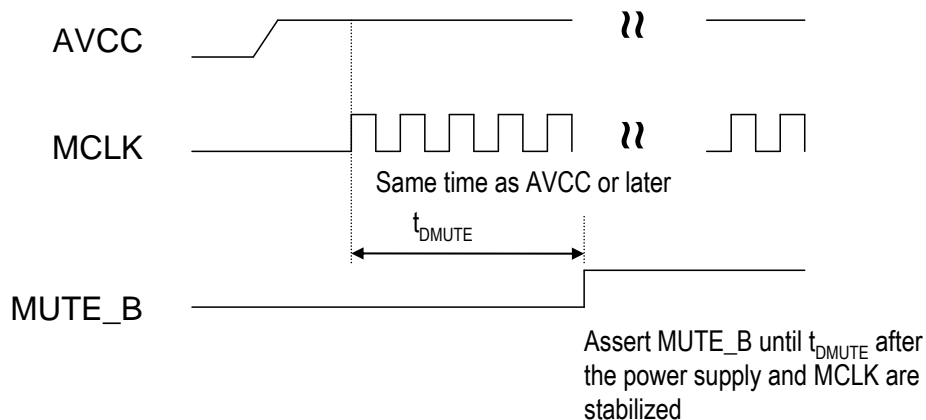 AVCC
MCLK
Same time as AVCC or later
tDMUTE
MUTE_B
Assert MUTE_B until tDMUTE after
the power supply and MCLK are
stabilized